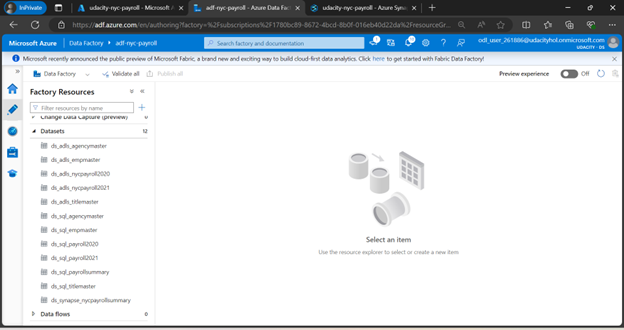 InPrivate
udacity-nyc-payroll - Microsoft A
adf-nyc-payroll - Azure Data Fac
udacity-nyc-payroll - Azure Syna
https://adf.azure.com/en/authoring?factory=%2Fsubscriptions%2F1780bc89-8672-4bcd-8b0f-016eb40d22da%2FresourceGr...
Microsoft Azure
Data Factory
adf-nyc-payroll
Search factory and documentation
odl_user_261886@udacityhol.onmicrosoft.com
UDACITY - DS
Microsoft recently announced the public preview of Microsoft Fabric, a brand new and exciting way to build cloud-first data analytics. Click here to get started with Fabric Data Factory!
Data Factory
Validate all
Publish all
Preview experience
Off
Factory Resources
Filter resources by name
Change Data Capture (preview) 0
Datasets 12
ds_adls_agencymaster
ds_adls_empmaster
ds_adls_nycpayroll2020
ds_adls_nycpayroll2021
ds_adls_titlemaster
ds_sql_agencymaster
ds_sql_empmaster
ds_sql_payroll2020
ds_sql_payroll2021
ds_sql_payrollsummary
ds_sql_titlemaster
ds_synapse_nycpayrollsummary
Data flows 0
Select an item
Use the resource explorer to select or create a new item